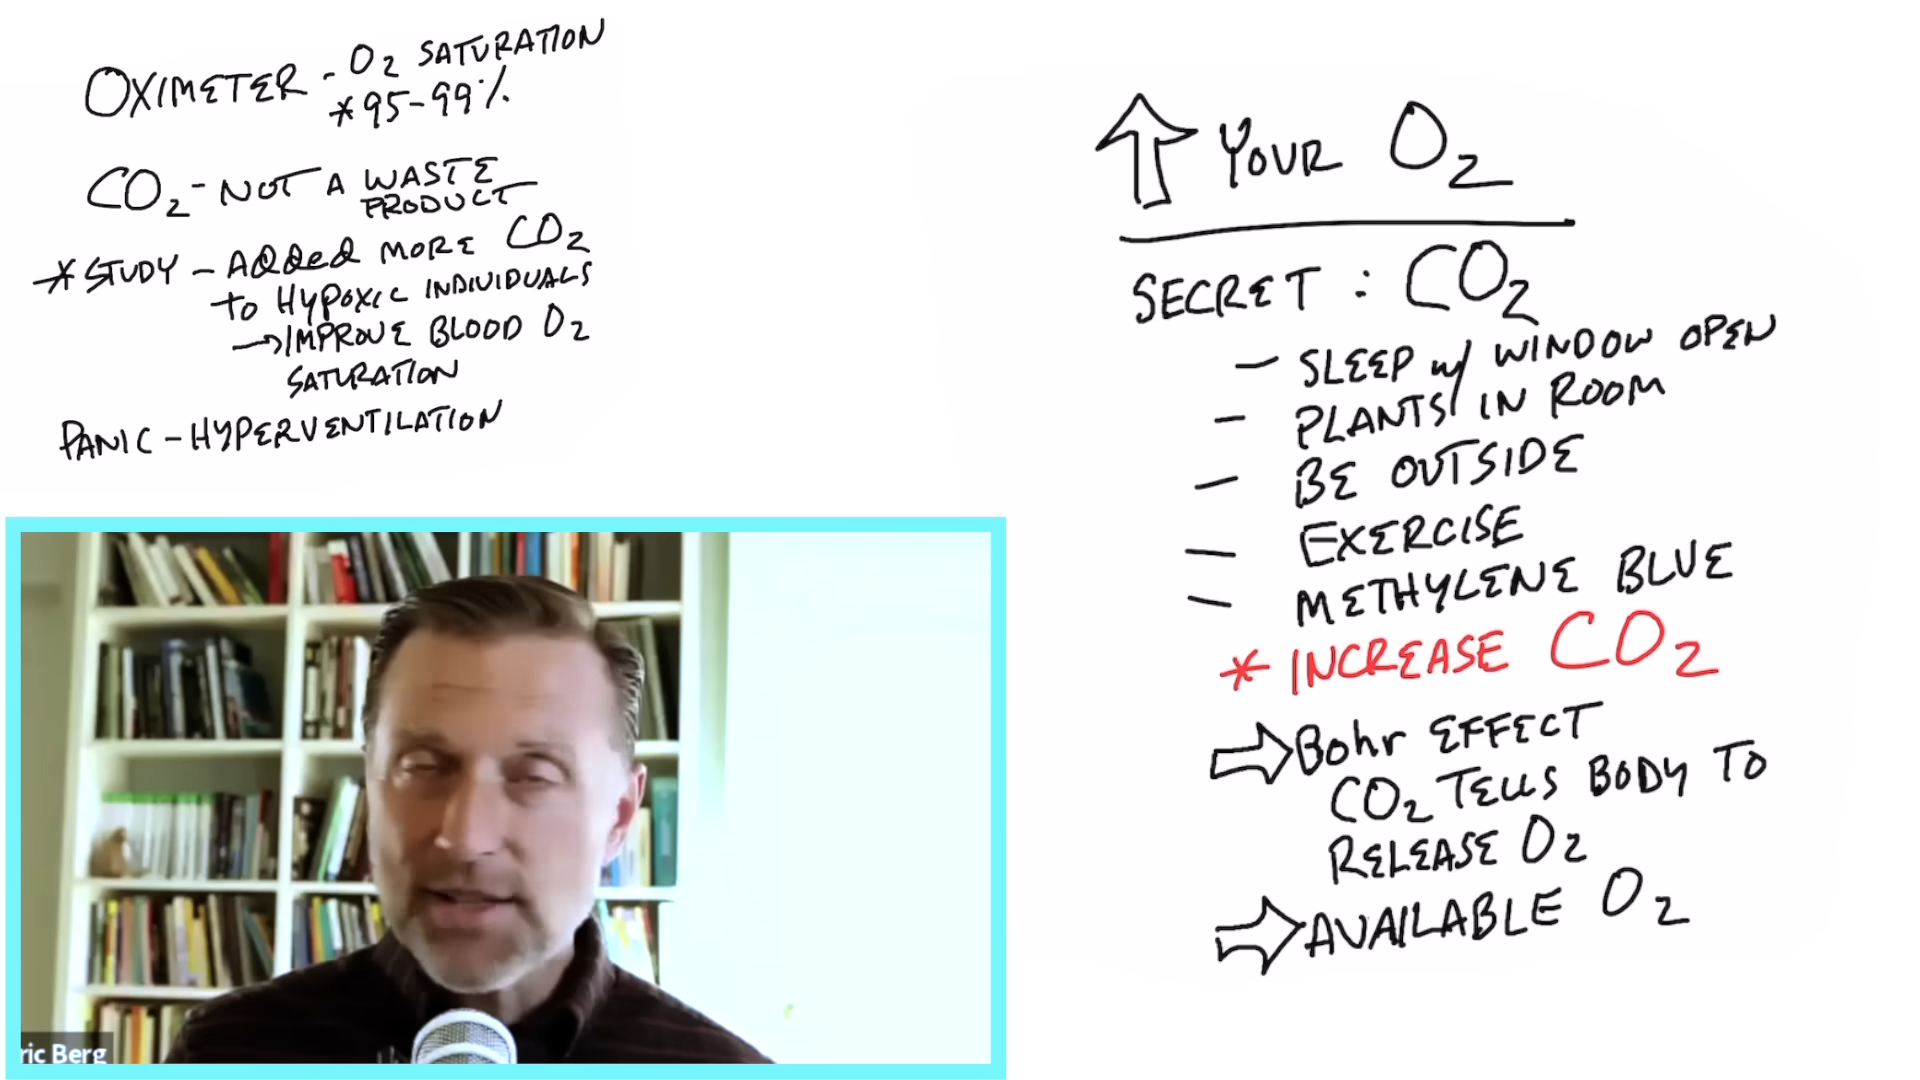 OXIMETER - O2 SATURATION
* 95-99%
CO2 - NOT A WASTE
PRODUCT
* STUDY - ADDED MORE CO2
TO HYPOXIC INDIVIDUALS
→ IMPROVE BLOOD O2
SATURATION
PANIC - HYPERVENTILATION
ric Berg
↑ YOUR O2
SECRET : CO2
- SLEEP w/ WINDOW OPEN
- PLANTS IN ROOM
- BE OUTSIDE
- EXERCISE
- METHYLENE BLUE
* INCREASE CO2
⇒ Bohr EFFECT
CO2 TELLS BODY TO
RELEASE O2
⇒ AVAILABLE O2